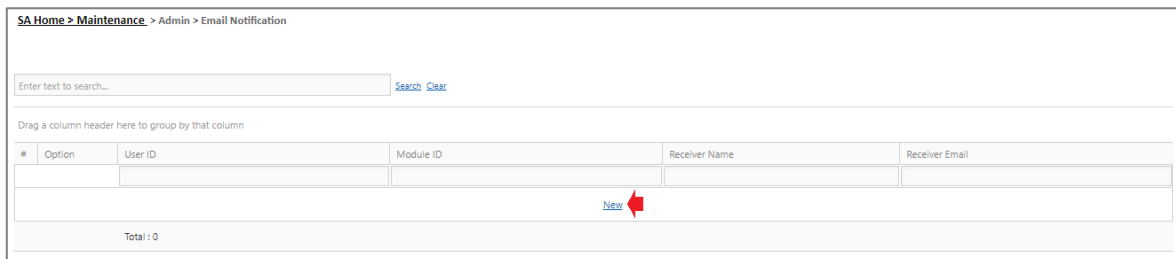 SA Home > Maintenance > Admin > Email Notification
Enter text to search... Search Clear
Drag a column header here to group by that column
# Option User ID Module ID Receiver Name Receiver Email
New
Total : 0